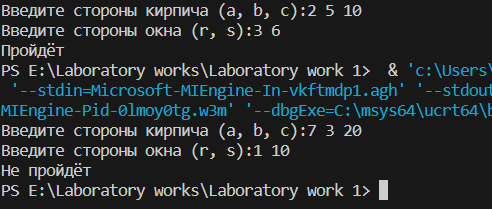 Введите стороны кирпича (a, b, c):2 5 10
Введите стороны окна (r, s):3 6
Пройдёт
PS E:\Laboratory works\Laboratory work 1>  & 'c:\Users\
 '--stdin=Microsoft-MIEngine-In-vkftmdp1.agh' '--stdout
MIEngine-Pid-0lmoy0tg.w3m' '--dbgExe=C:\msys64\ucrt64\b
Введите стороны кирпича (a, b, c):7 3 20
Введите стороны окна (r, s):1 10
Не пройдёт
PS E:\Laboratory works\Laboratory work 1>